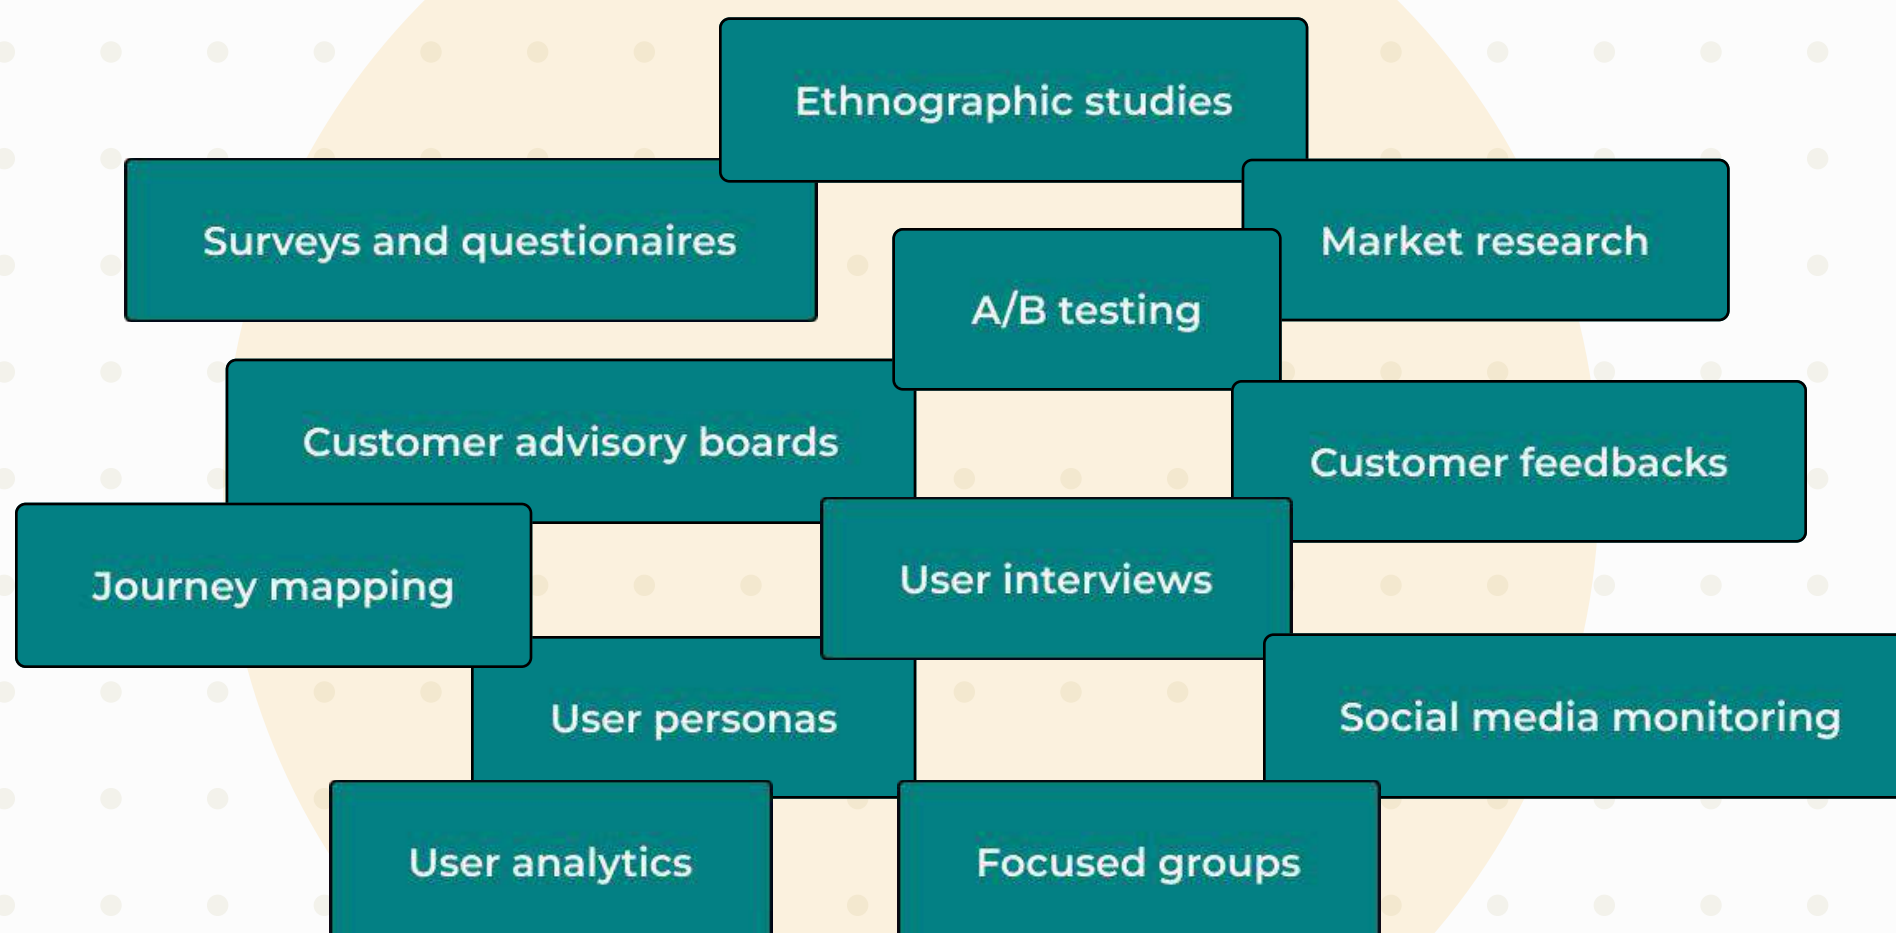 Ethnographic studies
Surveys and questionaires
Market research
A/B testing
Customer advisory boards
Customer feedbacks
Journey mapping
User interviews
User personas
Social media monitoring
User analytics
Focused groups